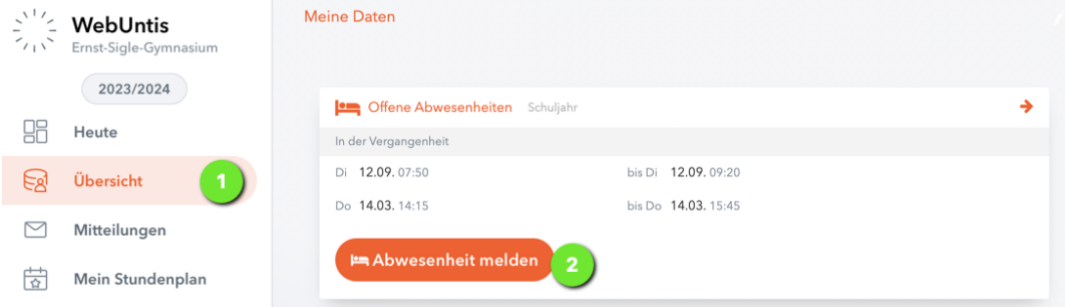 WebUntis
Ernst-Sigle-Gymnasium
2023/2024
Heute
Übersicht 1
Mitteilungen
Mein Stundenplan
Meine Daten
Offene Abwesenheiten Schuljahr
In der Vergangenheit
Di 12.09. 07:50 bis Di 12.09. 09:20
Do 14.03. 14:15 bis Do 14.03. 15:45
Abwesenheit melden 2